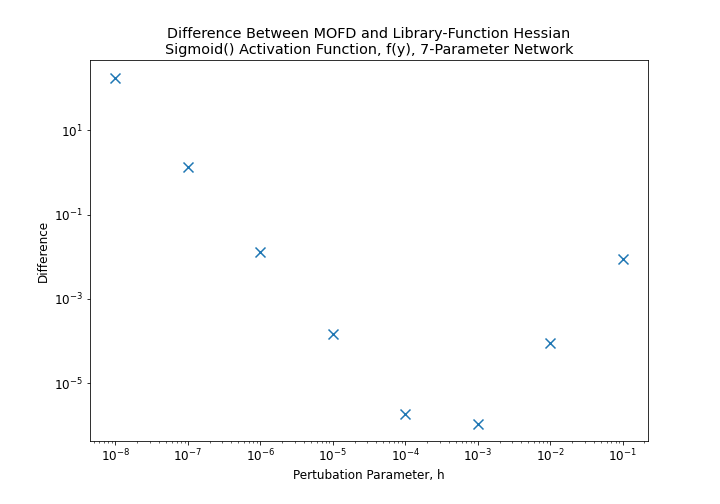 Difference Between MOFD and Library-Function Hessian
Sigmoid() Activation Function, f(y), 7-Parameter Network
10¹
10⁻¹
10⁻³
10⁻⁵
Difference
10⁻⁸ 10⁻⁷ 10⁻⁶ 10⁻⁵ 10⁻⁴ 10⁻³ 10⁻² 10⁻¹
Pertubation Parameter, h